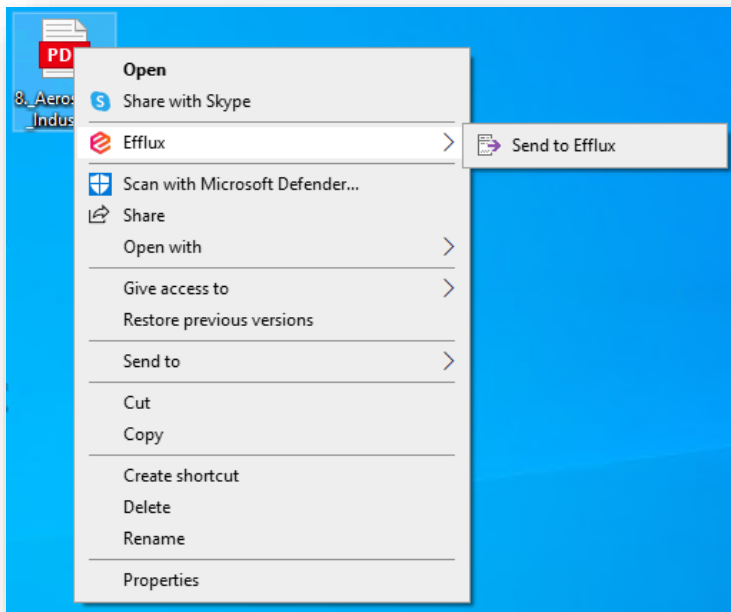 PD
Open
8._Aeros
Share with Skype
_Indus
Efflux
Send to Efflux
Scan with Microsoft Defender...
Share
Open with
Give access to
Restore previous versions
Send to
Cut
Copy
Create shortcut
Delete
Rename
Properties